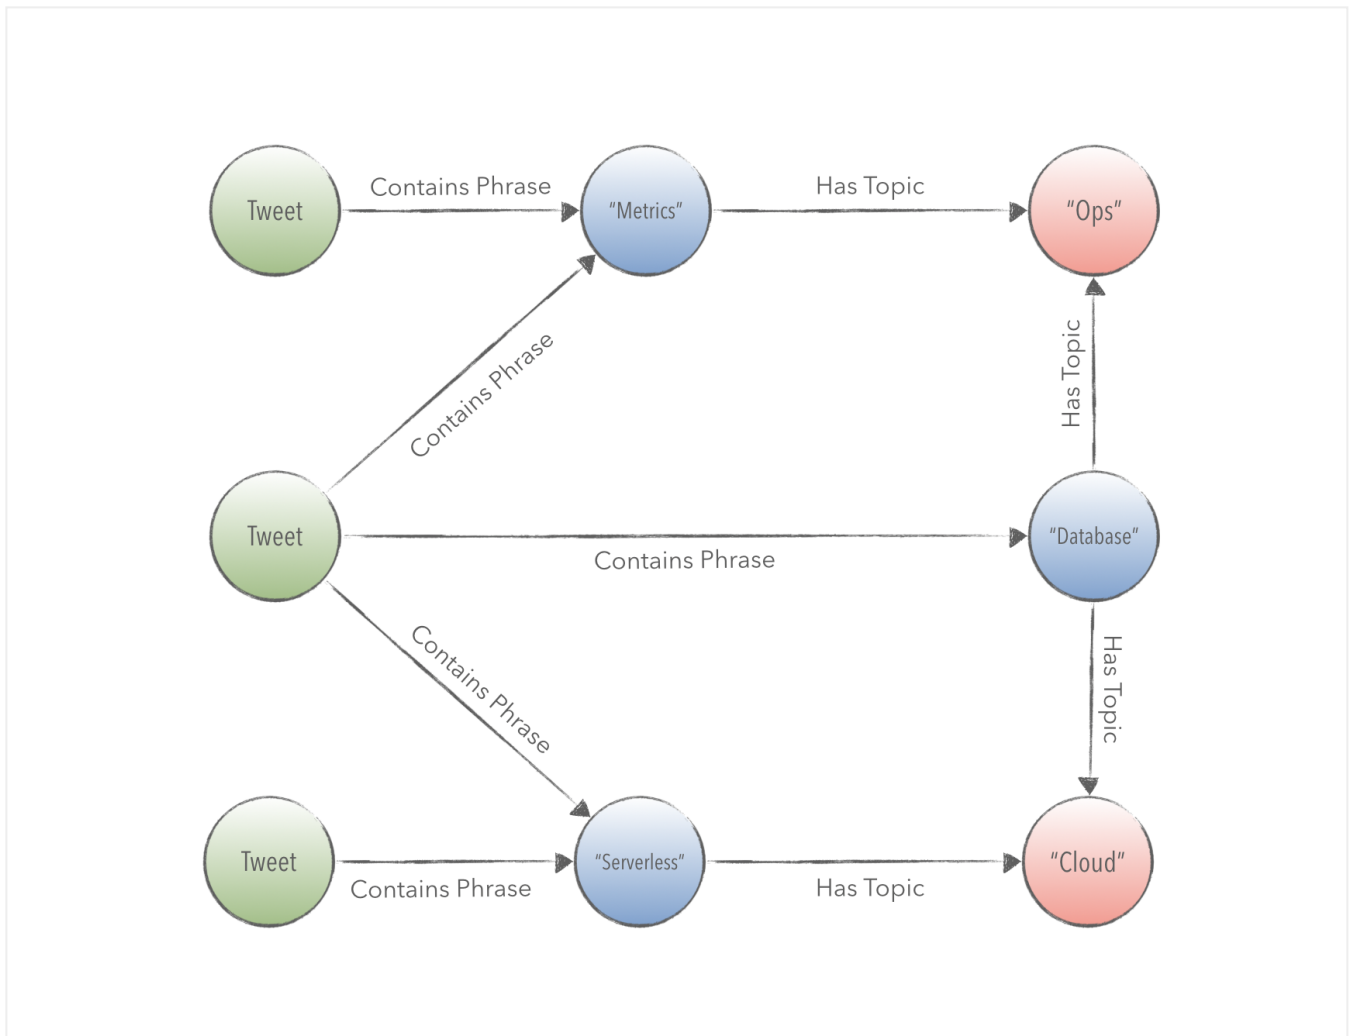 Tweet
Contains Phrase
“Metrics”
Has Topic
“Ops”
Contains Phrase
Has Topic
Tweet
Contains Phrase
“Database”
Contains Phrase
Has Topic
Tweet
Contains Phrase
“Serverless”
Has Topic
“Cloud”